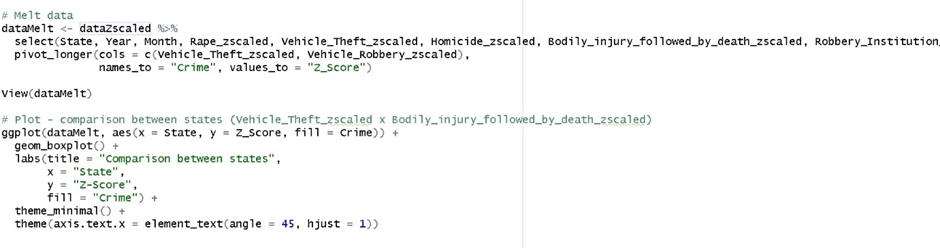 # Melt data
dataMelt <- dataZscaled %>%
  select(State, Year, Month, Rape_zscaled, Vehicle_Theft_zscaled, Homicide_zscaled, Bodily_injury_followed_by_death_zscaled, Robbery_Institution_
  pivot_longer(cols = c(Vehicle_Theft_zscaled, Vehicle_Robbery_zscaled),
               names_to = "Crime", values_to = "Z_Score")
View(dataMelt)
# Plot - comparison between states (Vehicle_Theft_zscaled x Bodily_injury_followed_by_death_zscaled)
ggplot(dataMelt, aes(x = State, y = Z_Score, fill = Crime)) +
  geom_boxplot() +
  labs(title = "Comparison between states",
       x = "State",
       y = "Z-Score",
       fill = "Crime") +
  theme_minimal() +
  theme(axis.text.x = element_text(angle = 45, hjust = 1))